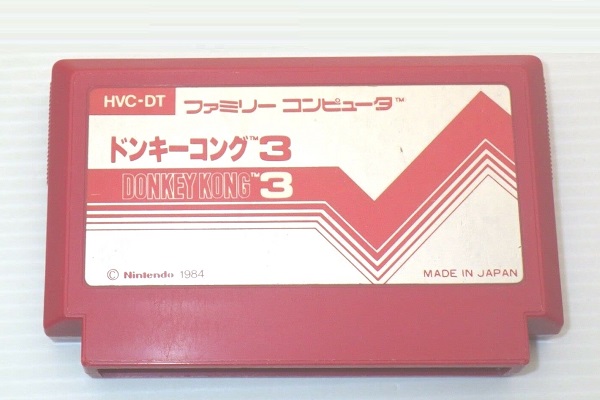 HVC-DT ファミリー コンピュータ™
ドンキーコング™3
DONKEY KONG™3
© Nintendo 1984
MADE IN JAPAN